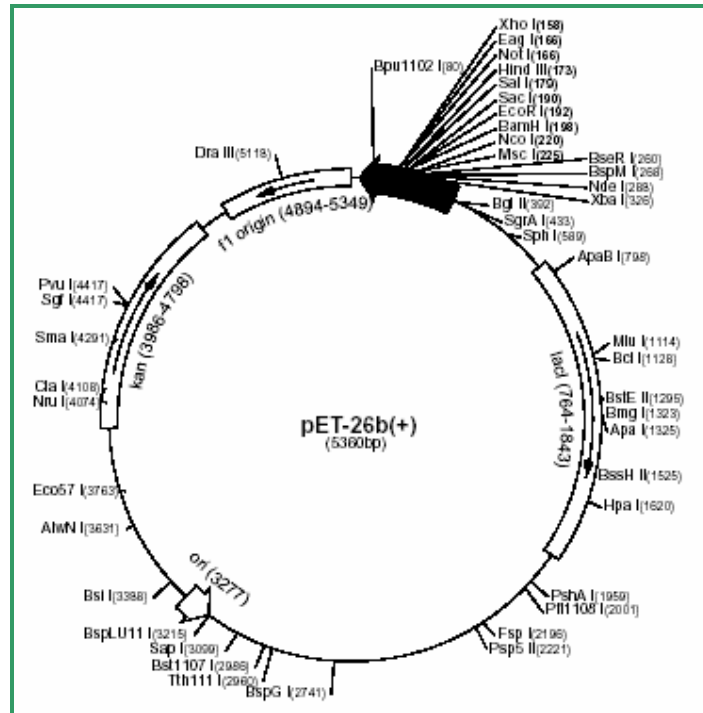 Xho I(158)
Eag I(166)
Not I(166)
Hind III(173)
Sal I(179)
Sac I(190)
EcoR I(192)
BamH I(198)
Nco I(220)
Msc I(225)
Bpu1102 I(80)
BseR I(260)
BspM I(268)
Nde I(288)
Xba I(326)
Bgl II(392)
SgrA I(433)
Sph I(589)
ApaB I(798)
Mlu I(1114)
Bcl I(1128)
BstE II(1295)
Bmg I(1323)
Apa I(1325)
BssH II(1525)
Hpa I(1620)
PshA I(1959)
Pfl1108 I(2001)
Fsp I(2196)
Psp5 II(2221)
BspG I(2741)
Tth111 I(2960)
Bst1107 I(2986)
Sap I(3099)
BspLU11 I(3215)
Bsi I(3388)
AlwN I(3631)
Eco57 I(3763)
Nru I(4074)
Cla I(4108)
Sma I(4291)
Sgf I(4417)
Pvu I(4417)
Dra III(5118)
f1 origin (4894-5349)
kan (3986-4798)
lacI (764-1843)
ori (3277)
pET-26b(+)
(5360bp)